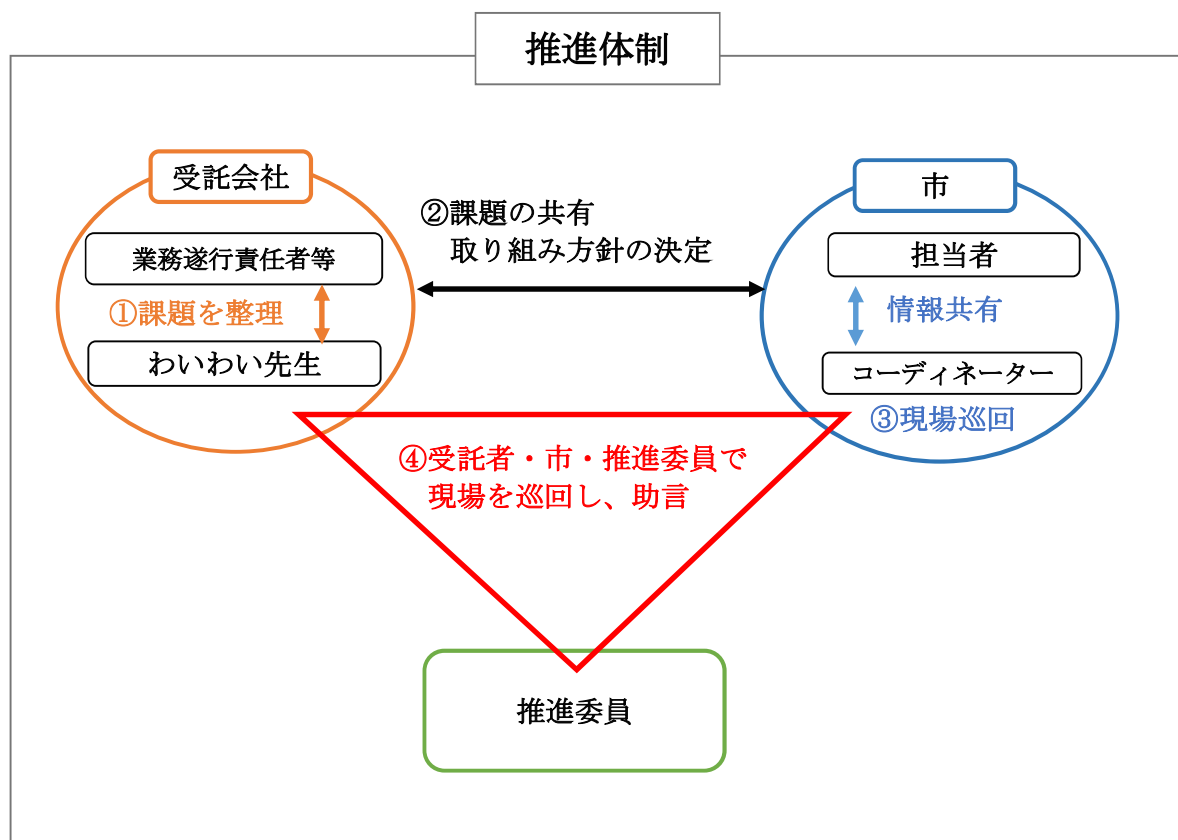 推進体制
受託会社
業務遂行責任者等
①課題を整理
わいわい先生
②課題の共有
取り組み方針の決定
市
担当者
情報共有
コーディネーター
③現場巡回
④受託者・市・推進委員で
現場を巡回し、助言
推進委員